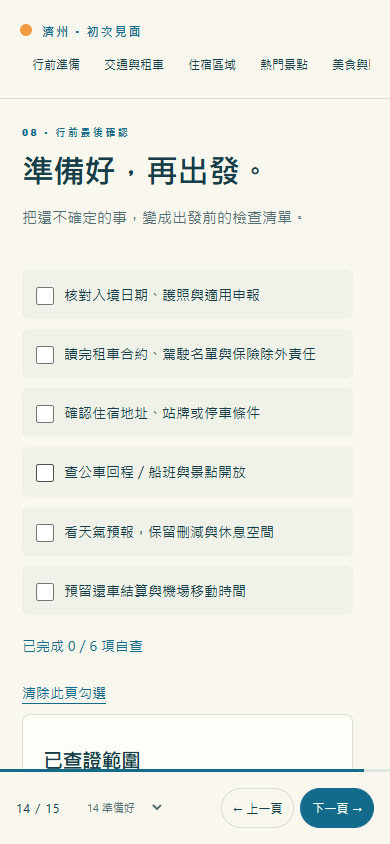 濟州・初次見面
行前準備 交通與租車 住宿區域 熱門景點 美食與
08・行前最後確認
準備好，再出發。
把還不確定的事，變成出發前的檢查清單。
核對入境日期、護照與適用申報
讀完租車合約、駕駛名單與保險除外責任
確認住宿地址、站牌或停車條件
查公車回程 / 船班與景點開放
看天氣預報，保留刪減與休息空間
預留還車結算與機場移動時間
已完成 0 / 6 項自查
清除此頁勾選
已查證範圍
14 / 15 14 準備好 ← 上一頁 下一頁 →